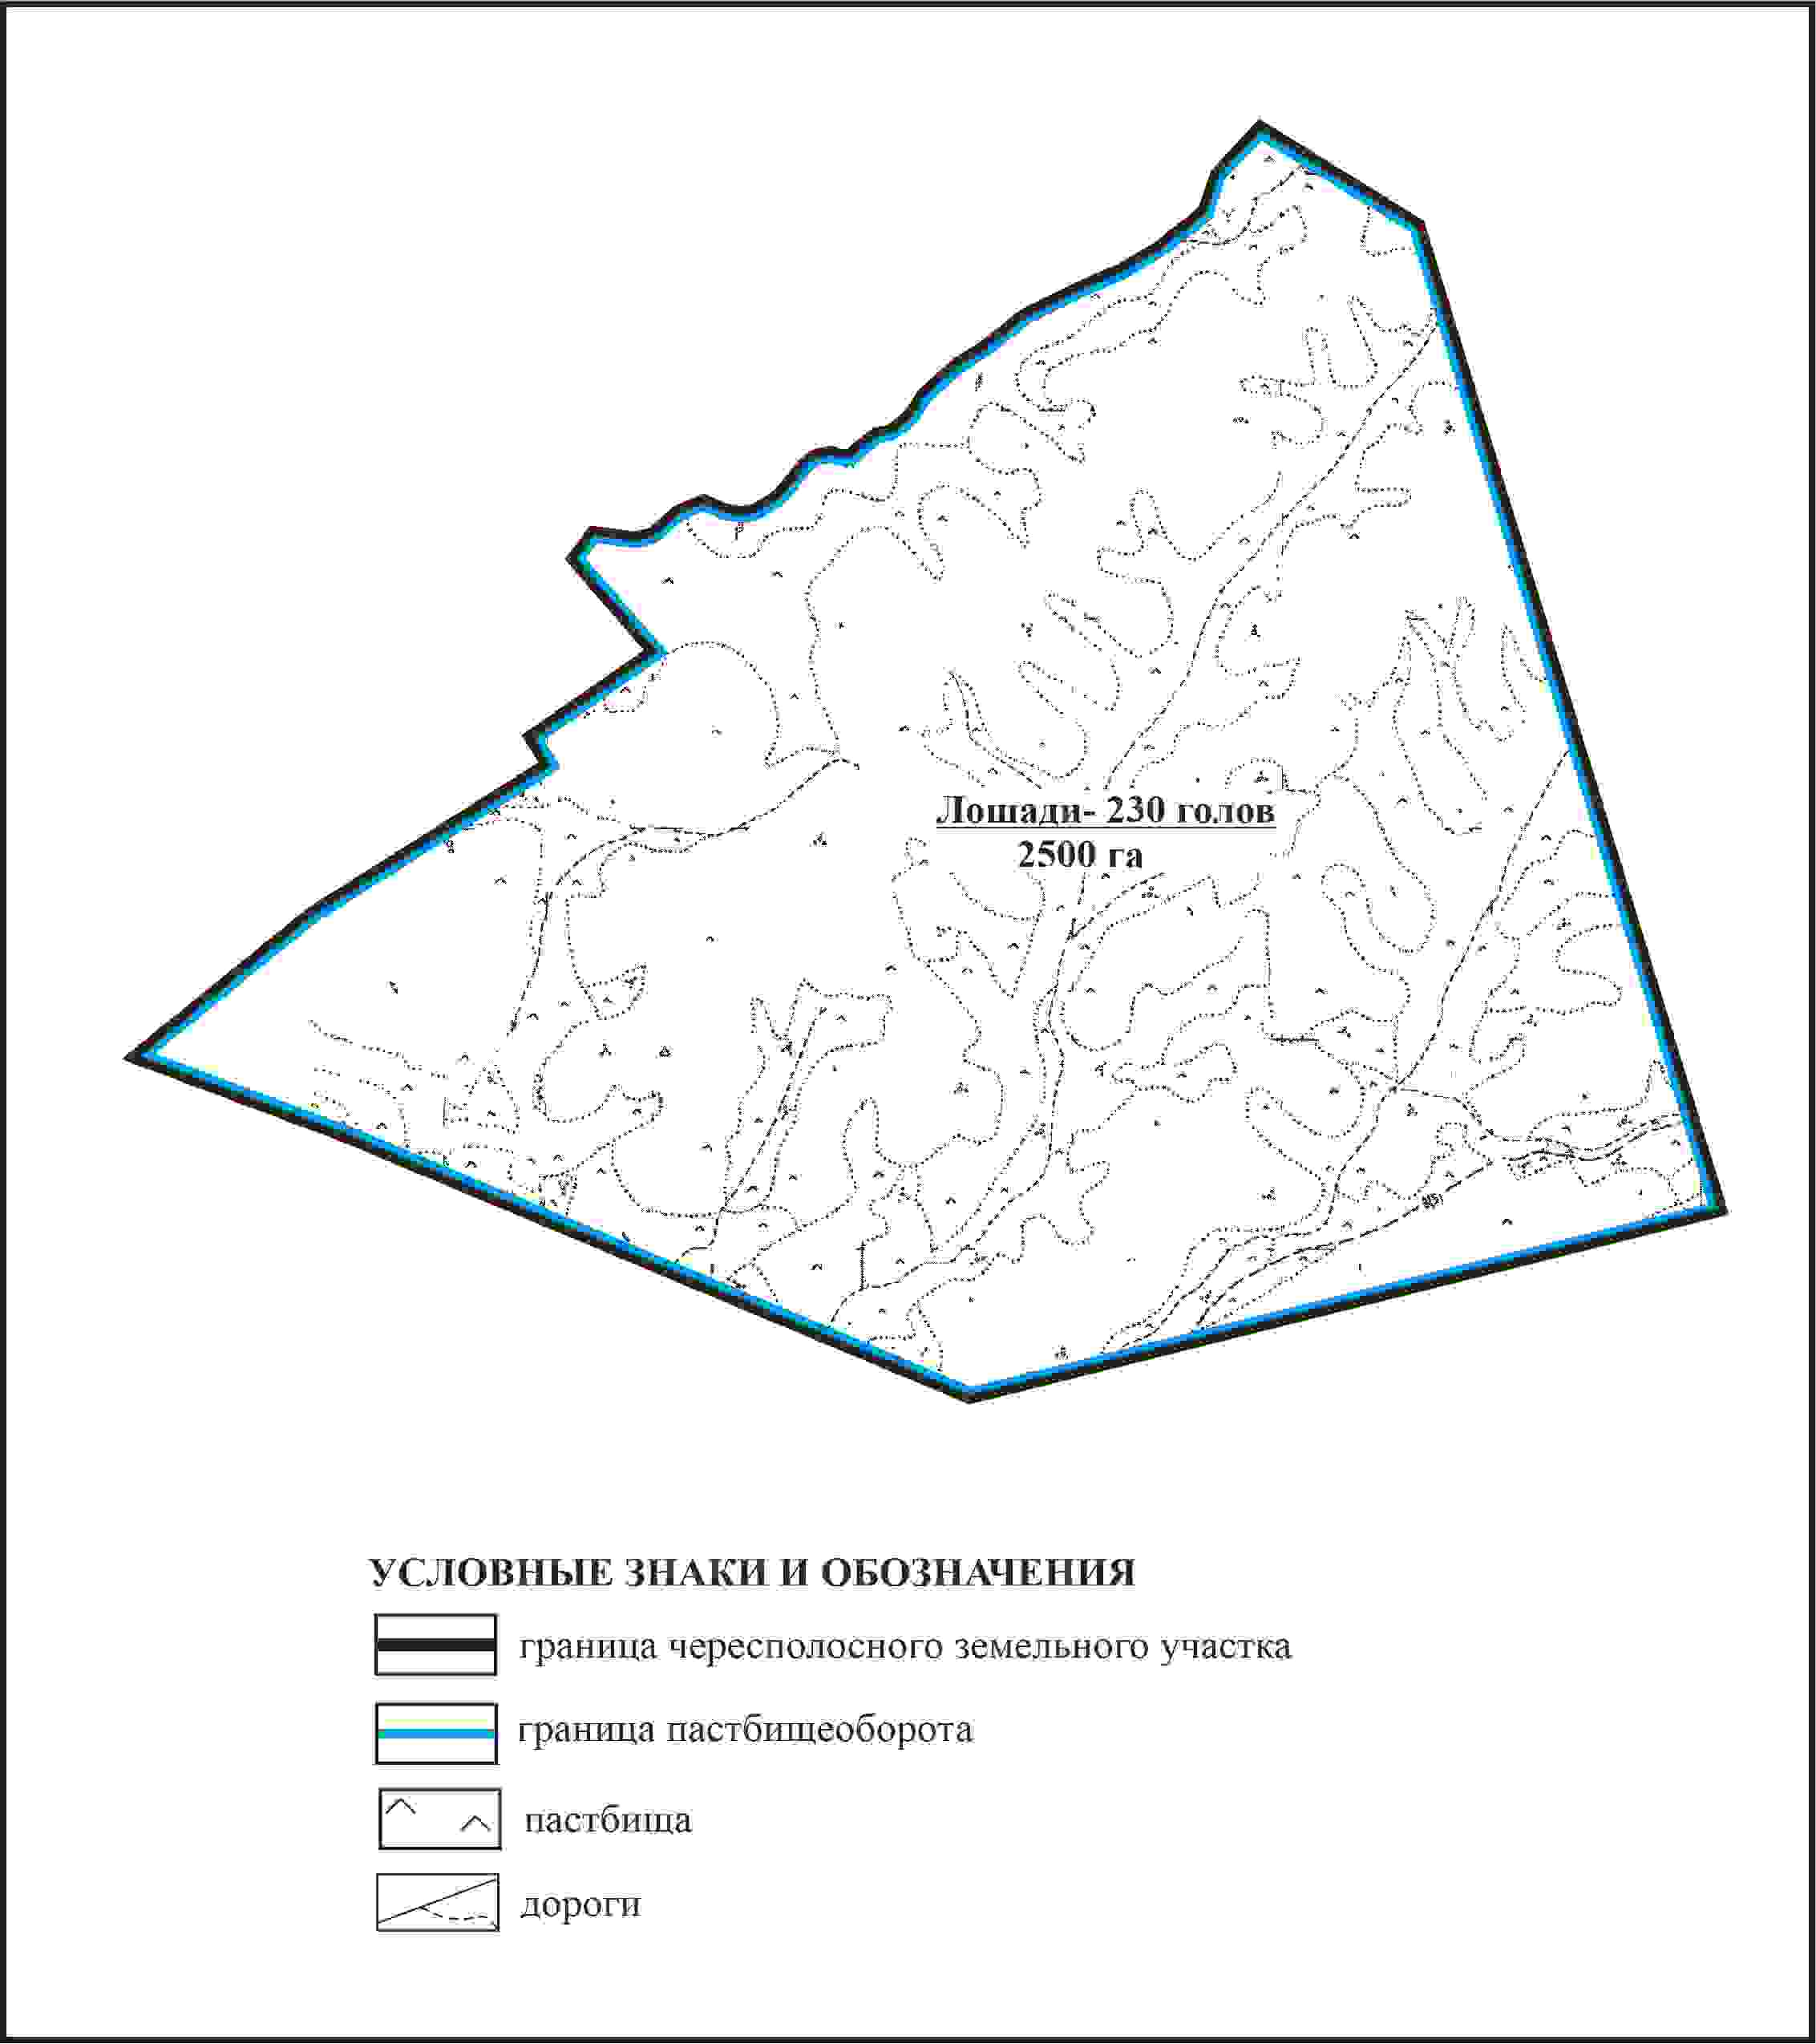 Лошади- 230 голов
2500 га
УСЛОВНЫЕ ЗНАКИ И ОБОЗНАЧЕНИЯ
граница чересполосного земельного участка
граница пастбищеоборота
пастбища
дороги